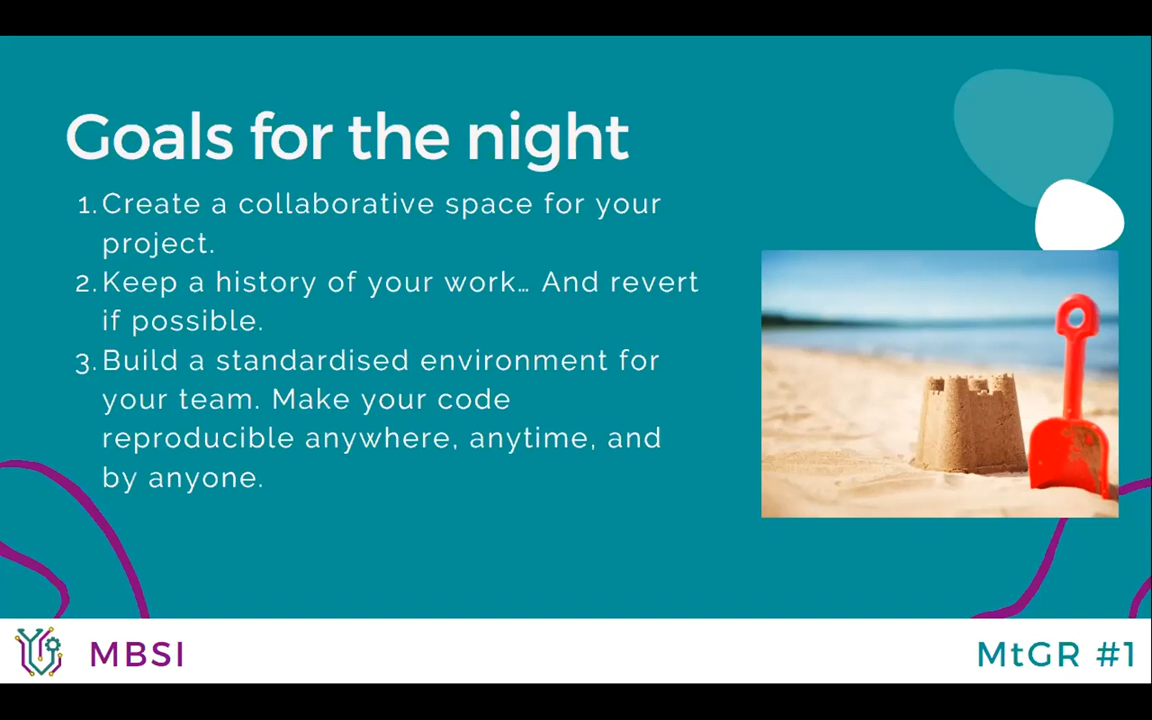 Goals for the night
1. Create a collaborative space for your
project.
2. Keep a history of your work… And revert
if possible.
3. Build a standardised environment for
your team. Make your code
reproducible anywhere, anytime, and
by anyone.
MBSI
MtGR #1